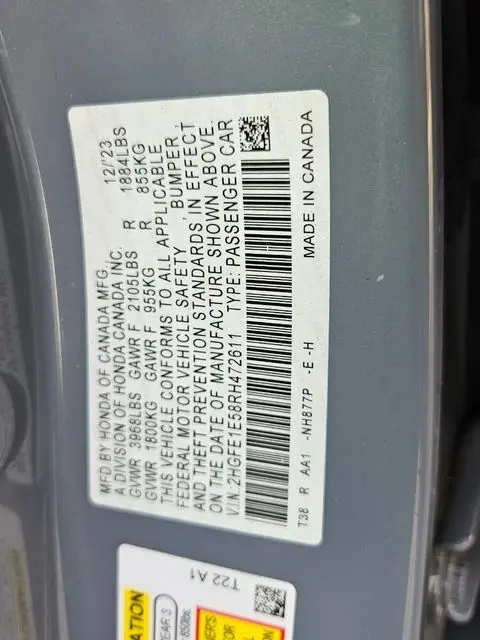 MFD BY HONDA OF CANADA MFG. 12/'23
A DIVISION OF HONDA CANADA INC.
GVWR 3968LBS GAWR F 2105LBS R 1884LBS
GVWR 1800KG GAWR F 955KG R 855KG
THIS VEHICLE CONFORMS TO ALL APPLICABLE
FEDERAL MOTOR VEHICLE SAFETY , BUMPER ,
AND THEFT PREVENTION STANDARDS IN EFFECT
ON THE DATE OF MANUFACTURE SHOWN ABOVE.
V.I.N. 2HGFE1E58RH472611 TYPE: PASSENGER CAR
T38 R AA1 -NH877P -E -H MADE IN CANADA
T22 A1
850lbs.